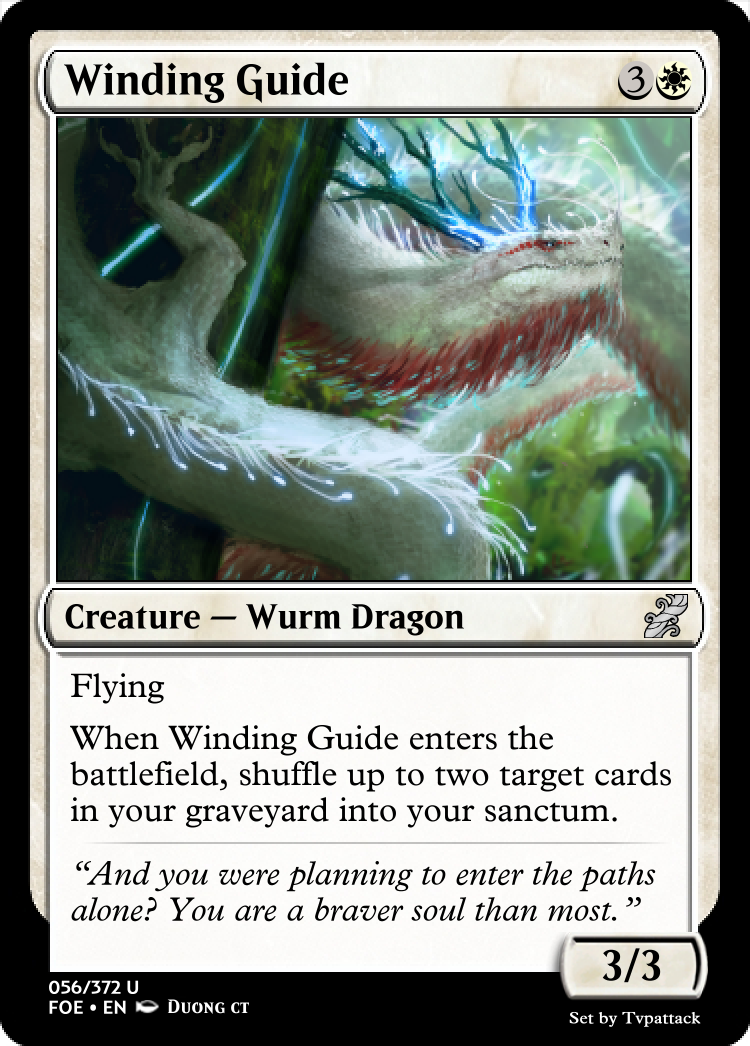 Winding Guide 3
Creature — Wurm Dragon
Flying
When Winding Guide enters the
battlefield, shuffle up to two target cards
in your graveyard into your sanctum.
“And you were planning to enter the paths
alone? You are a braver soul than most.”
3/3
056/372 U
FOE • EN Duong ct
Set by Tvpattack